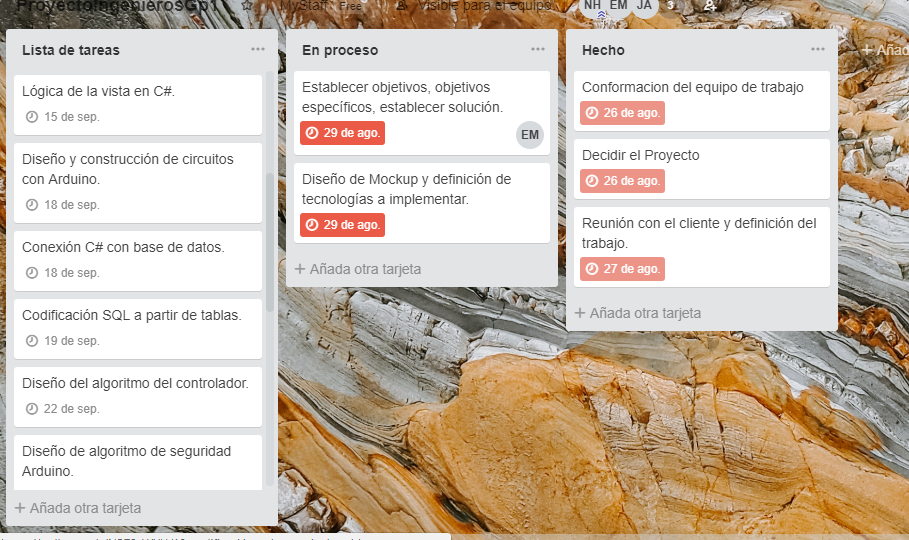 ProyectoIngenierosGp1 MyStaff Free Visible para el equipo NH EM JA 3
Lista de tareas
Lógica de la vista en C#.
15 de sep.
Diseño y construcción de circuitos
con Arduino.
18 de sep.
Conexión C# con base de datos.
18 de sep.
Codificación SQL a partir de tablas.
19 de sep.
Diseño del algoritmo del controlador.
22 de sep.
Diseño de algoritmo de seguridad
Arduino.
+ Añada otra tarjeta
En proceso
Establecer objetivos, objetivos
específicos, establecer solución.
29 de ago.
EM
Diseño de Mockup y definición de
tecnologías a implementar.
29 de ago.
+ Añada otra tarjeta
Hecho
Conformacion del equipo de trabajo
26 de ago.
Decidir el Proyecto
26 de ago.
Reunión con el cliente y definición del
trabajo.
27 de ago.
+ Añada otra tarjeta
+ Añad